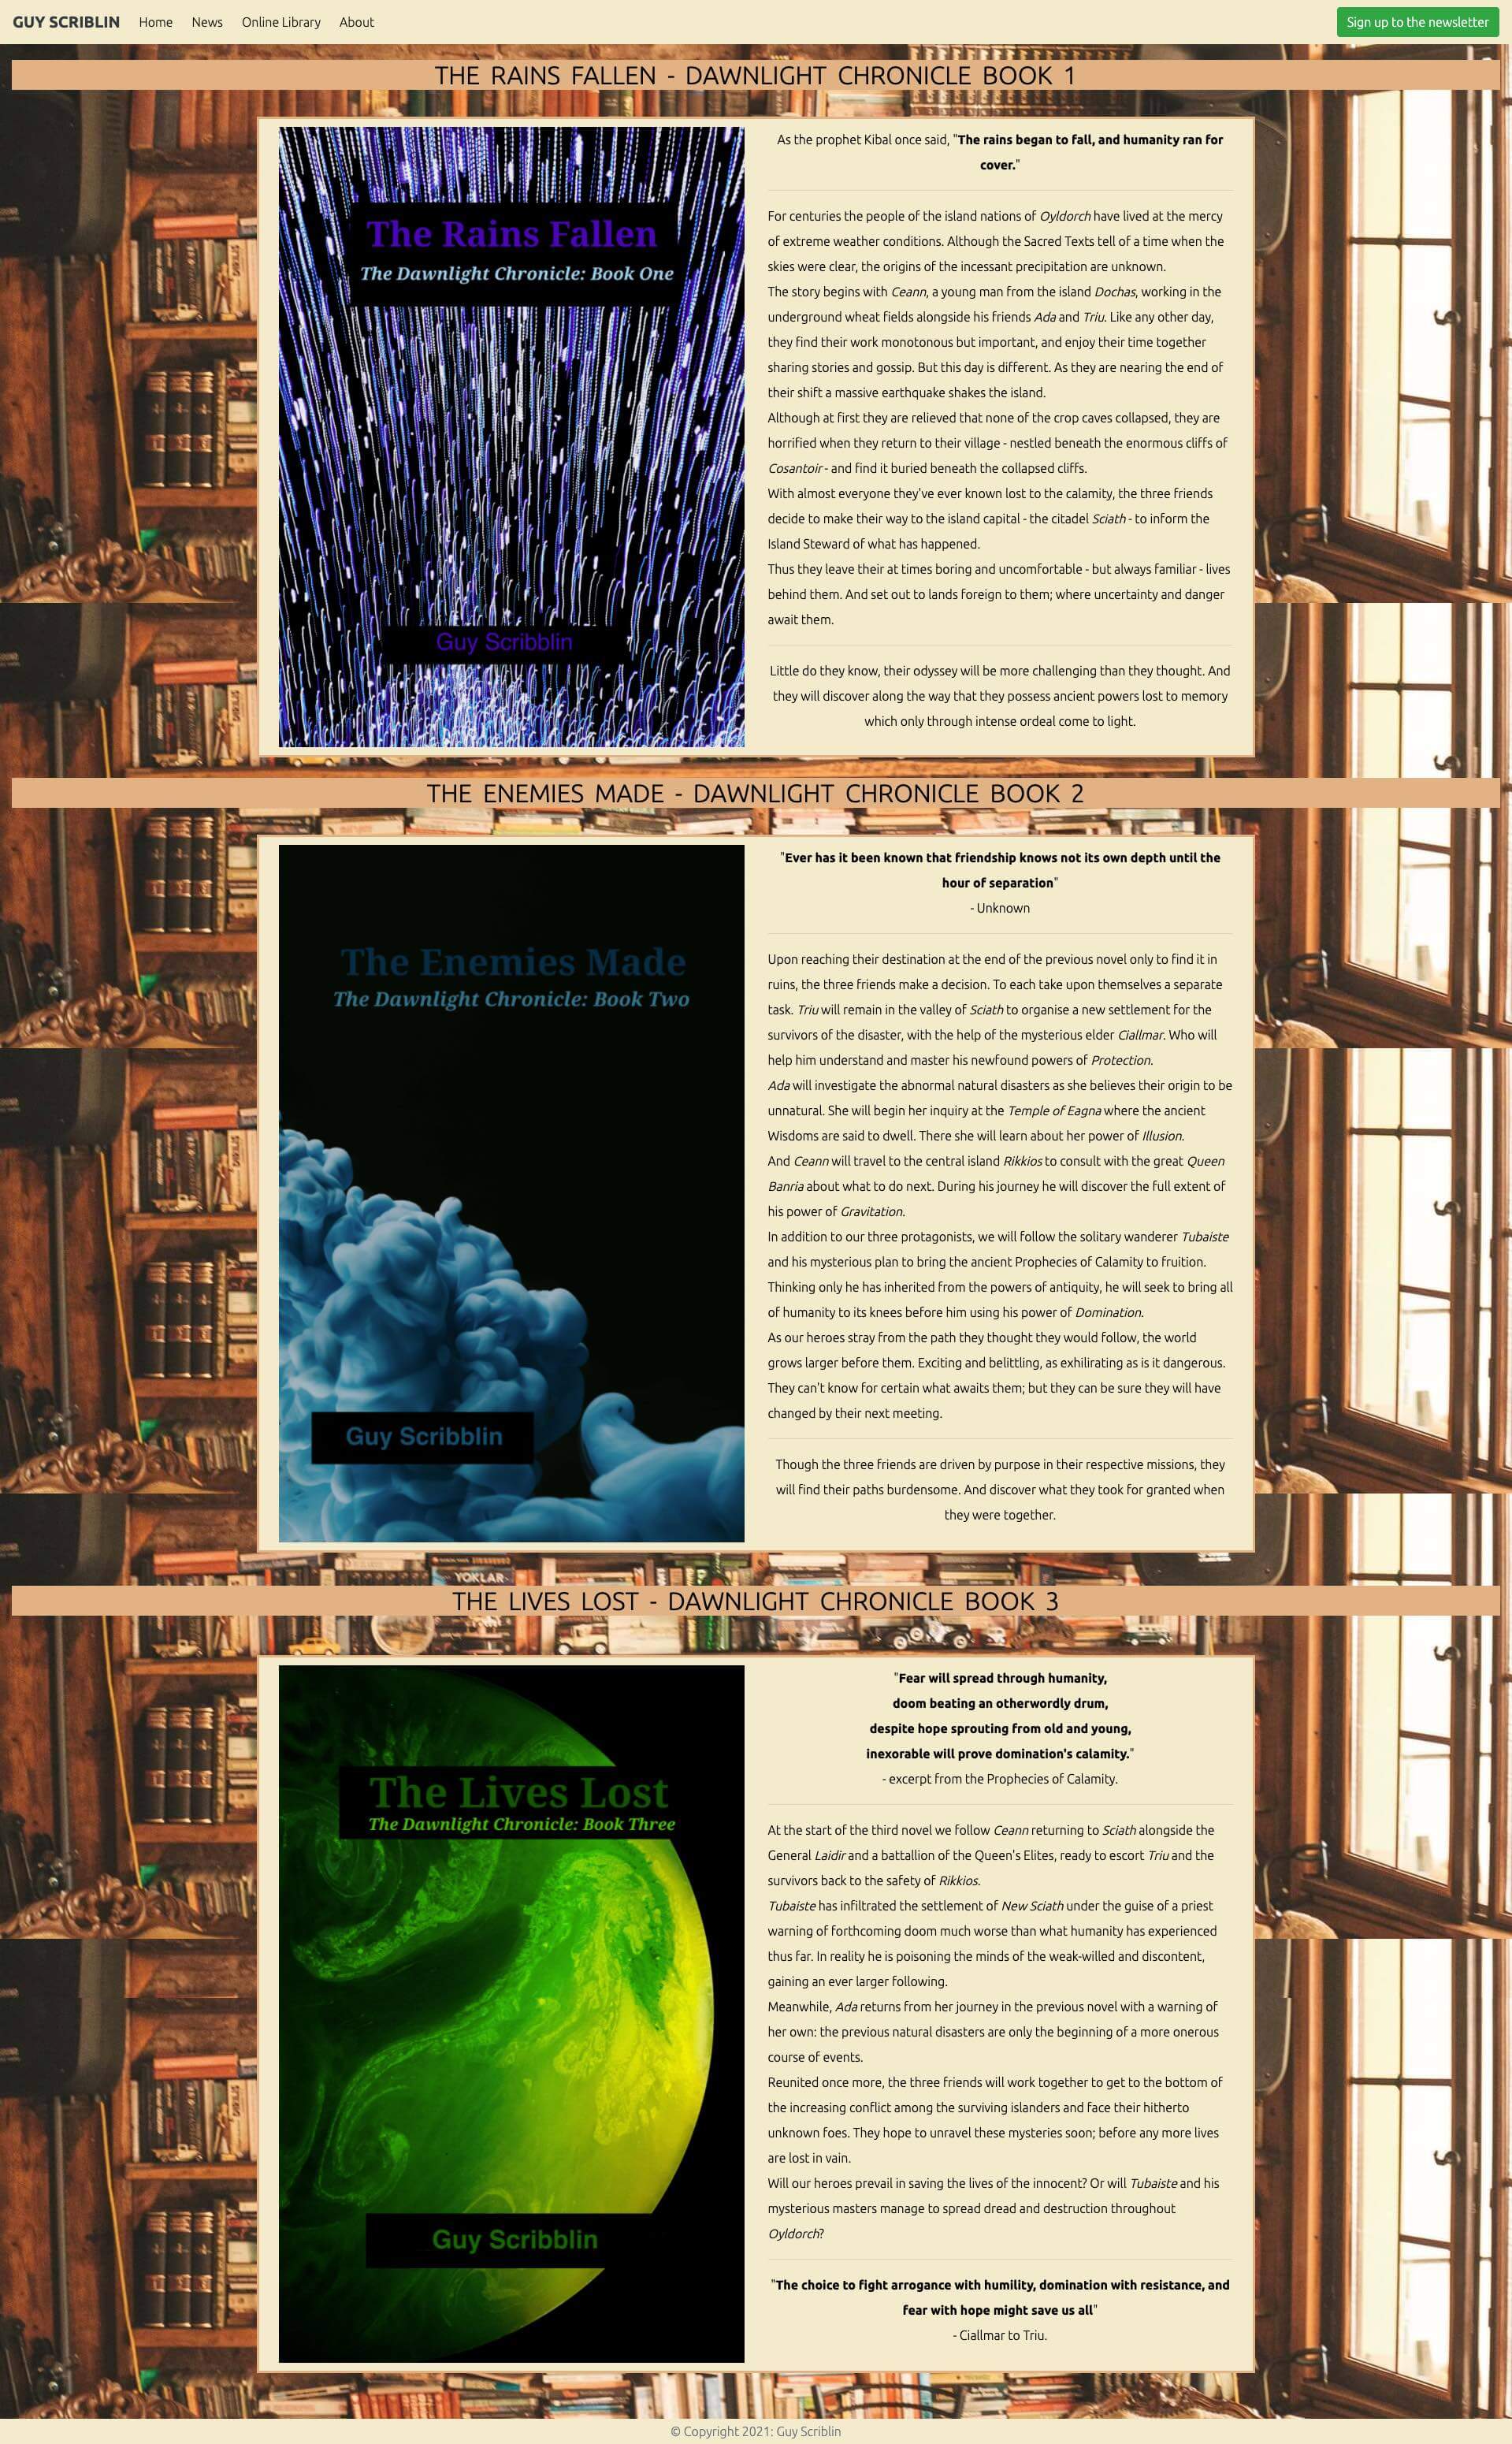 GUY SCRIBLIN Home News Online Library About Sign up to the newsletter
THE RAINS FALLEN - DAWNLIGHT CHRONICLE BOOK 1
The Rains Fallen
The Dawnlight Chronicle: Book One
Guy Scribblin
As the prophet Kibal once said, "The rains began to fall, and humanity ran for
cover."
For centuries the people of the island nations of Oyldorch have lived at the mercy
of extreme weather conditions. Although the Sacred Texts tell of a time when the
skies were clear, the origins of the incessant precipitation are unknown.
The story begins with Ceann, a young man from the island Dochas, working in the
underground wheat fields alongside his friends Ada and Triu. Like any other day,
they find their work monotonous but important, and enjoy their time together
sharing stories and gossip. But this day is different. As they are nearing the end of
their shift a massive earthquake shakes the island.
Although at first they are relieved that none of the crop caves collapsed, they are
horrified when they return to their village - nestled beneath the enormous cliffs of
Cosantoir - and find it buried beneath the collapsed cliffs.
With almost everyone they've ever known lost to the calamity, the three friends
decide to make their way to the island capital - the citadel Sciath - to inform the
Island Steward of what has happened.
Thus they leave their at times boring and uncomfortable - but always familiar - lives
behind them. And set out to lands foreign to them; where uncertainty and danger
await them.
Little do they know, their odyssey will be more challenging than they thought. And
they will discover along the way that they possess ancient powers lost to memory
which only through intense ordeal come to light.
THE ENEMIES MADE - DAWNLIGHT CHRONICLE BOOK 2
The Enemies Made
The Dawnlight Chronicle: Book Two
Guy Scribblin
"Ever has it been known that friendship knows not its own depth until the
hour of separation"
- Unknown
Upon reaching their destination at the end of the previous novel only to find it in
ruins, the three friends make a decision. To each take upon themselves a separate
task. Triu will remain in the valley of Sciath to organise a new settlement for the
survivors of the disaster, with the help of the mysterious elder Ciallmar. Who will
help him understand and master his newfound powers of Protection.
Ada will investigate the abnormal natural disasters as she believes their origin to be
unnatural. She will begin her inquiry at the Temple of Eagna where the ancient
Wisdoms are said to dwell. There she will learn about her power of Illusion.
And Ceann will travel to the central island Rikkios to consult with the great Queen
Banria about what to do next. During his journey he will discover the full extent of
his power of Gravitation.
In addition to our three protagonists, we will follow the solitary wanderer Tubaiste
and his mysterious plan to bring the ancient Prophecies of Calamity to fruition.
Thinking only he has inherited from the powers of antiquity, he will seek to bring all
of humanity to its knees before him using his power of Domination.
As our heroes stray from the path they thought they would follow, the world
grows larger before them. Exciting and belittling, as exhilirating as is it dangerous.
They can't know for certain what awaits them; but they can be sure they will have
changed by their next meeting.
Though the three friends are driven by purpose in their respective missions, they
will find their paths burdensome. And discover what they took for granted when
they were together.
YOKLAR
THE LIVES LOST - DAWNLIGHT CHRONICLE BOOK 3
The Lives Lost
The Dawnlight Chronicle: Book Three
Guy Scribblin
"Fear will spread through humanity,
doom beating an otherwordly drum,
despite hope sprouting from old and young,
inexorable will prove domination's calamity."
- excerpt from the Prophecies of Calamity.
At the start of the third novel we follow Ceann returning to Sciath alongside the
General Laidir and a battallion of the Queen's Elites, ready to escort Triu and the
survivors back to the safety of Rikkios.
Tubaiste has infiltrated the settlement of New Sciath under the guise of a priest
warning of forthcoming doom much worse than what humanity has experienced
thus far. In reality he is poisoning the minds of the weak-willed and discontent,
gaining an ever larger following.
Meanwhile, Ada returns from her journey in the previous novel with a warning of
her own: the previous natural disasters are only the beginning of a more onerous
course of events.
Reunited once more, the three friends will work together to get to the bottom of
the increasing conflict among the surviving islanders and face their hitherto
unknown foes. They hope to unravel these mysteries soon; before any more lives
are lost in vain.
Will our heroes prevail in saving the lives of the innocent? Or will Tubaiste and his
mysterious masters manage to spread dread and destruction throughout
Oyldorch?
"The choice to fight arrogance with humility, domination with resistance, and
fear with hope might save us all"
- Ciallmar to Triu.
© Copyright 2021: Guy Scriblin